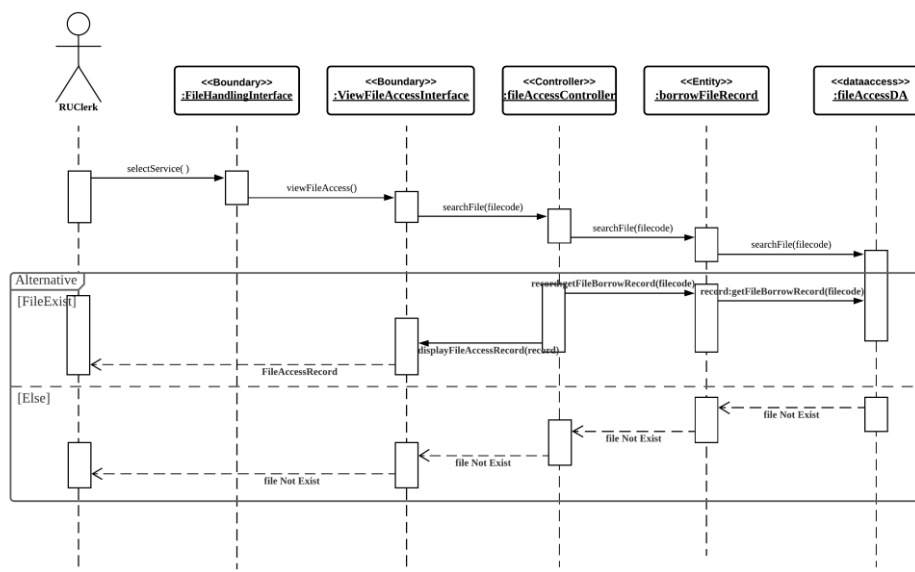 <<Boundary>>
:FileHandlingInterface
<<Boundary>>
:ViewFileAccessInterface
<<Controller>>
:fileAccessController
<<Entity>>
:borrowFileRecord
<<dataaccess>>
:fileAccessDA
RUClerk
selectService( )
viewFileAccess()
searchFile(filecode)
searchFile(filecode)
searchFile(filecode)
Alternative
[FileExist]
record:getFileBorrowRecord(filecode)
record:getFileBorrowRecord(filecode)
displayFileAccessRecord(record)
FileAccessRecord
[Else]
file Not Exist
file Not Exist
file Not Exist
file Not Exist